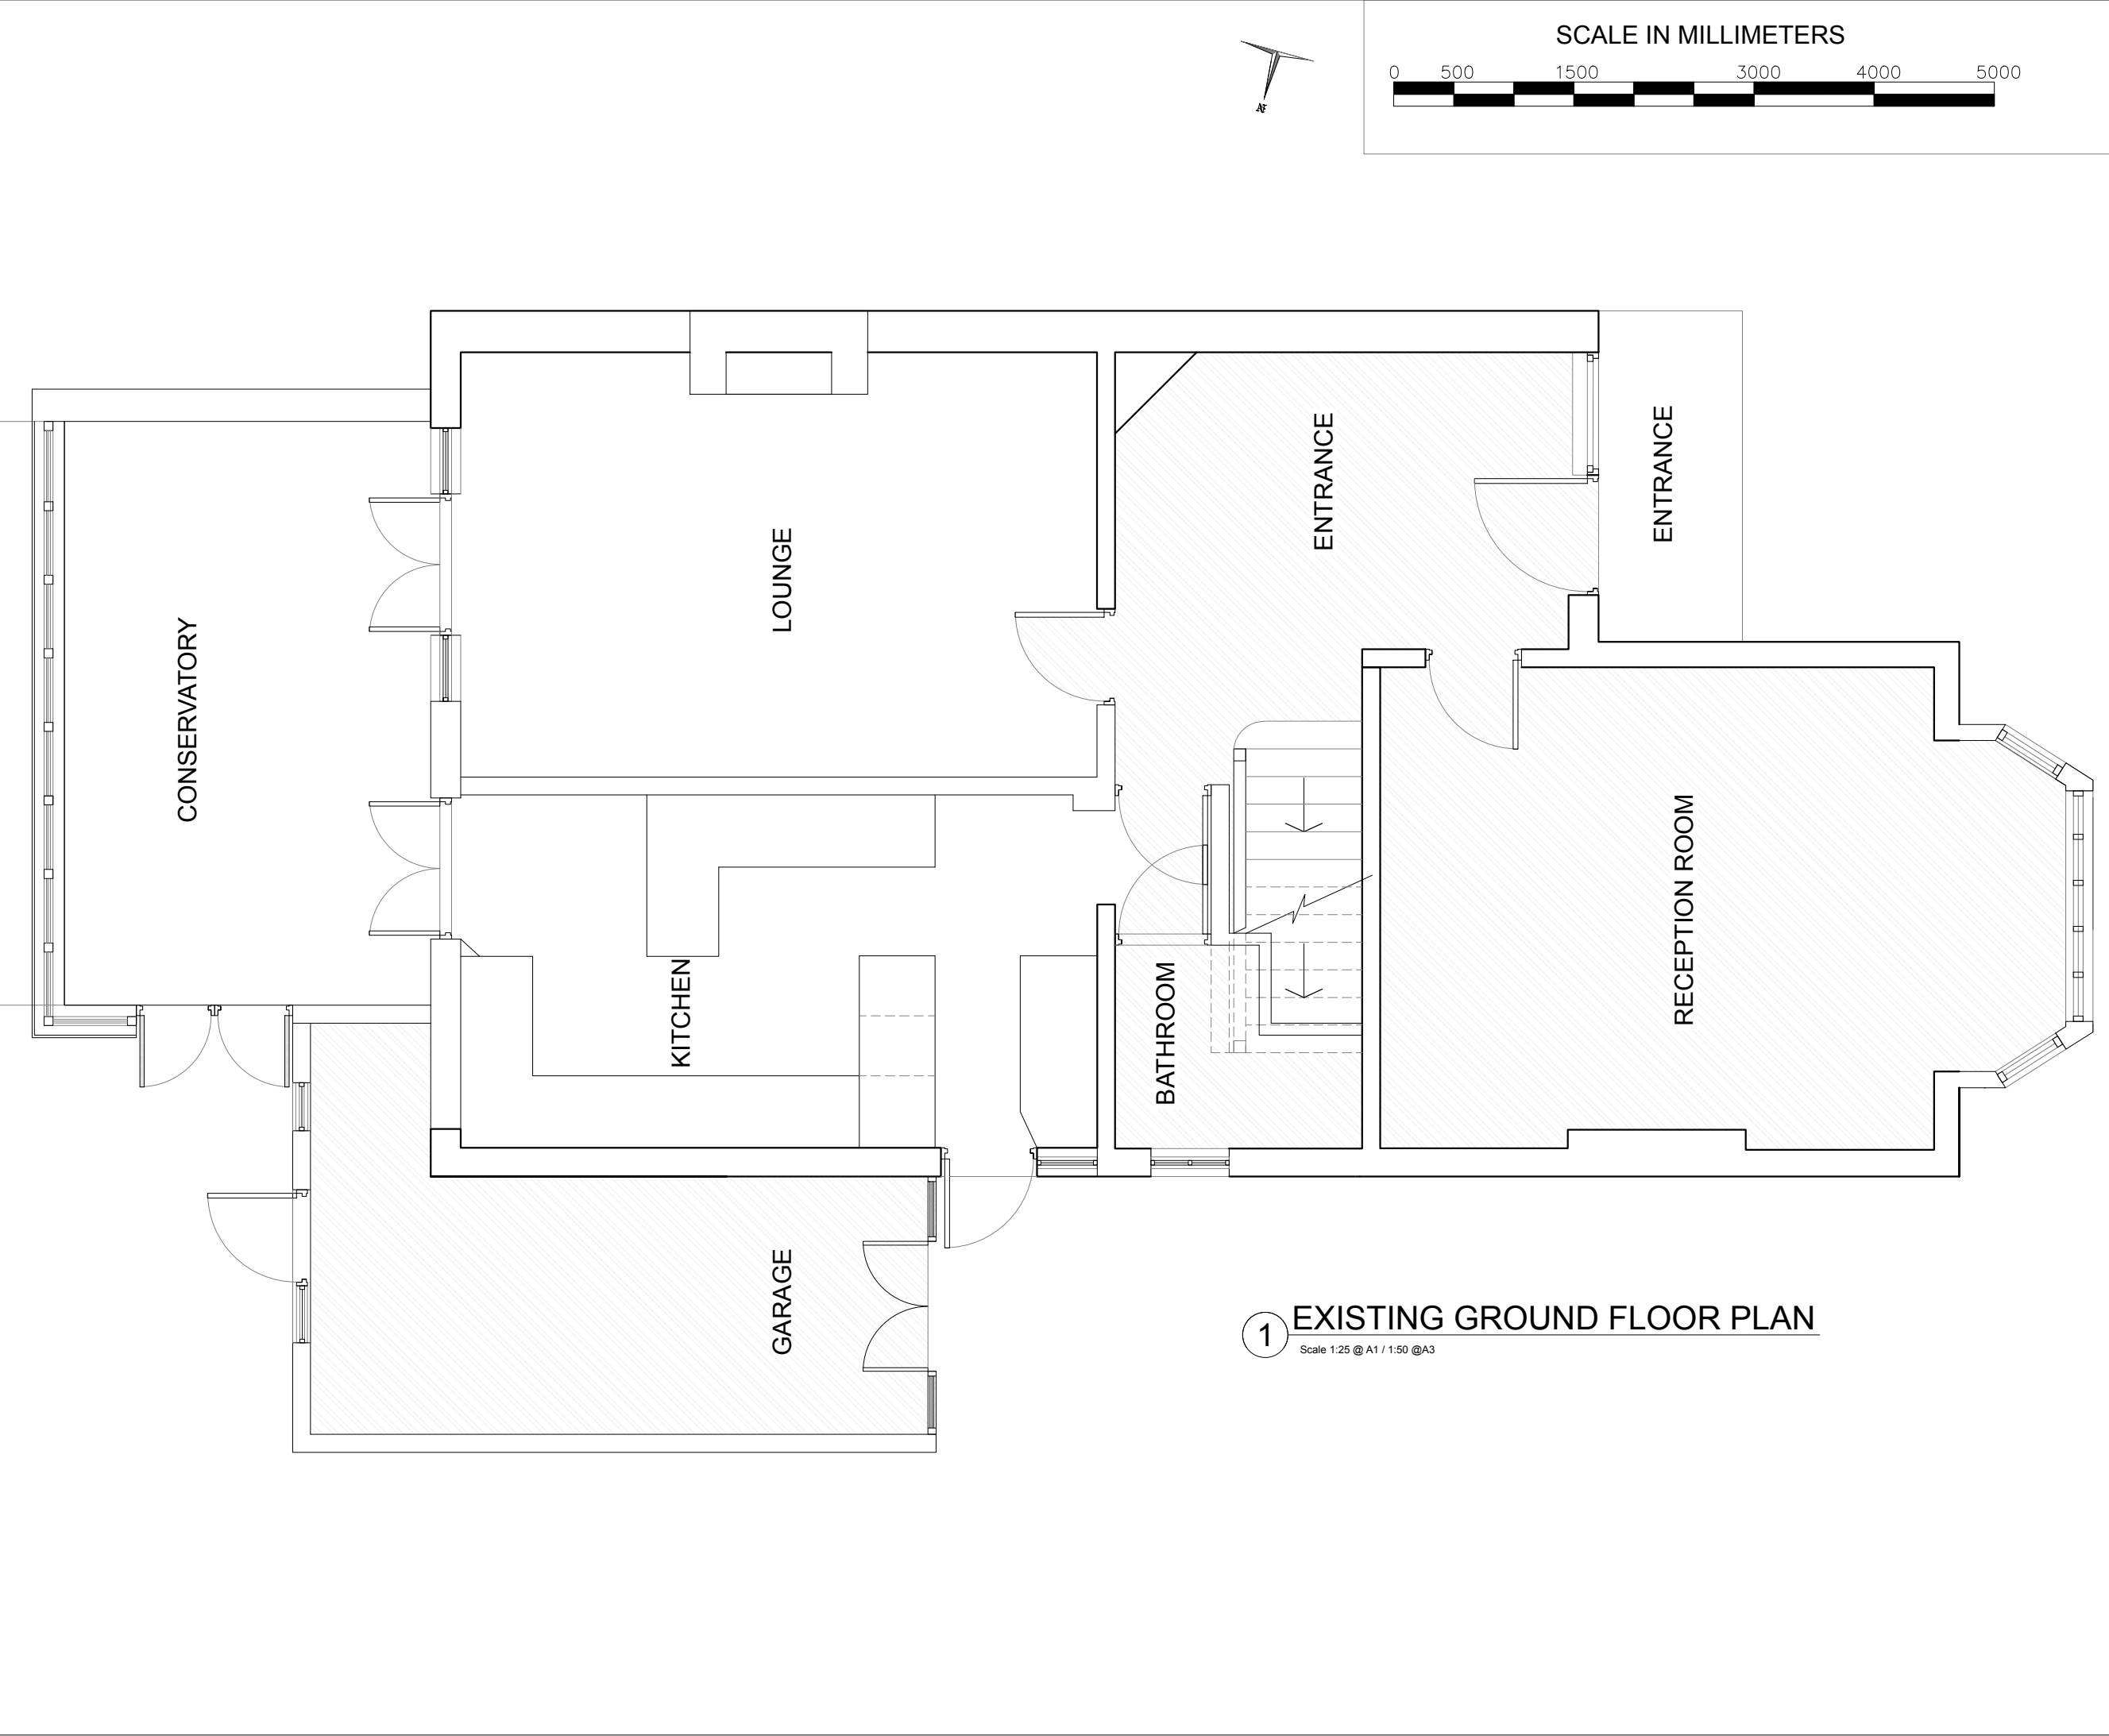 SCALE IN MILLIMETERS
0 500 1500 3000 4000 5000
ENTRANCE
ENTRANCE
LOUNGE
CONSERVATORY
RECEPTION ROOM
KITCHEN
BATHROOM
GARAGE
1 EXISTING GROUND FLOOR PLAN
Scale 1:25 @ A1 / 1:50 @A3